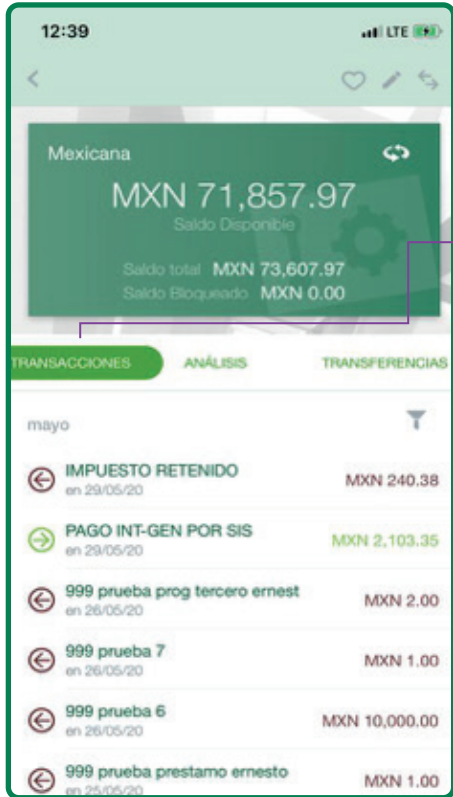 12:39
LTE
Mexicana
MXN 71,857.97
Saldo Disponible
Saldo total MXN 73,607.97
Saldo Bloqueado MXN 0.00
TRANSACCIONES ANÁLISIS TRANSFERENCIAS
mayo
IMPUESTO RETENIDO MXN 240.38
en 29/05/20
PAGO INT-GEN POR SIS MXN 2,103.35
en 29/05/20
999 prueba prog tercero ernest MXN 2.00
en 26/05/20
999 prueba 7 MXN 1.00
en 26/05/20
999 prueba 6 MXN 10,000.00
en 26/05/20
999 prueba prestamo ernesto MXN 1.00
en 25/05/20